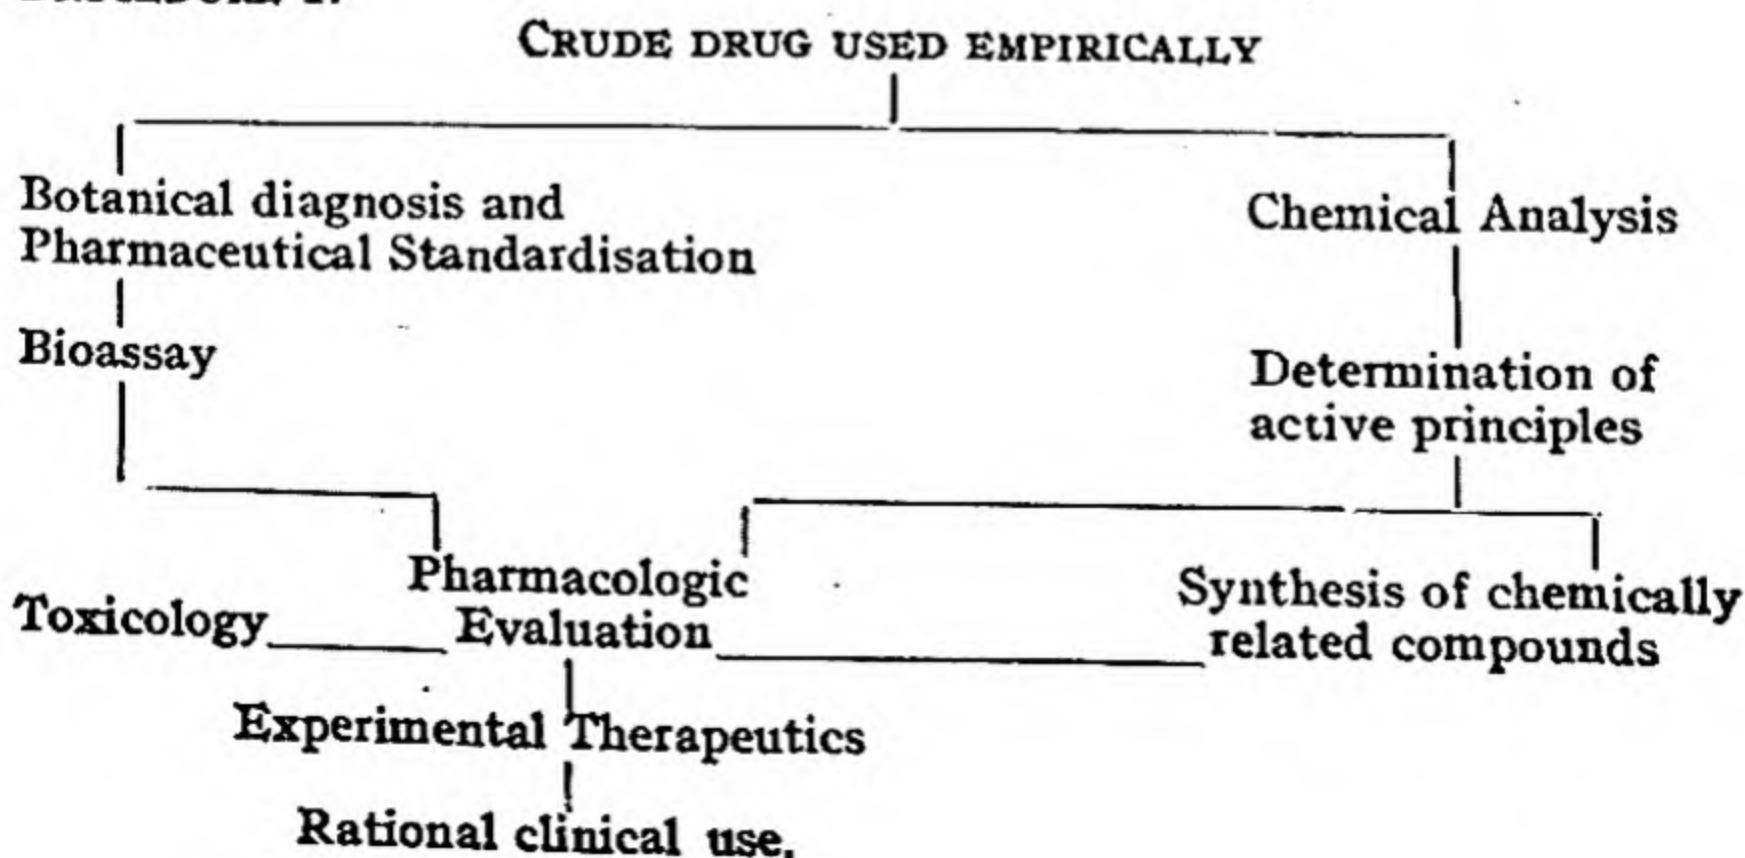 CRUDE DRUG USED EMPIRICALLY
Botanical diagnosis and
Pharmaceutical Standardisation
Chemical Analysis
Bioassay
Determination of
active principles
Pharmacologic
Evaluation
Toxicology
Synthesis of chemically
related compounds
Experimental Therapeutics
Rational clinical use.